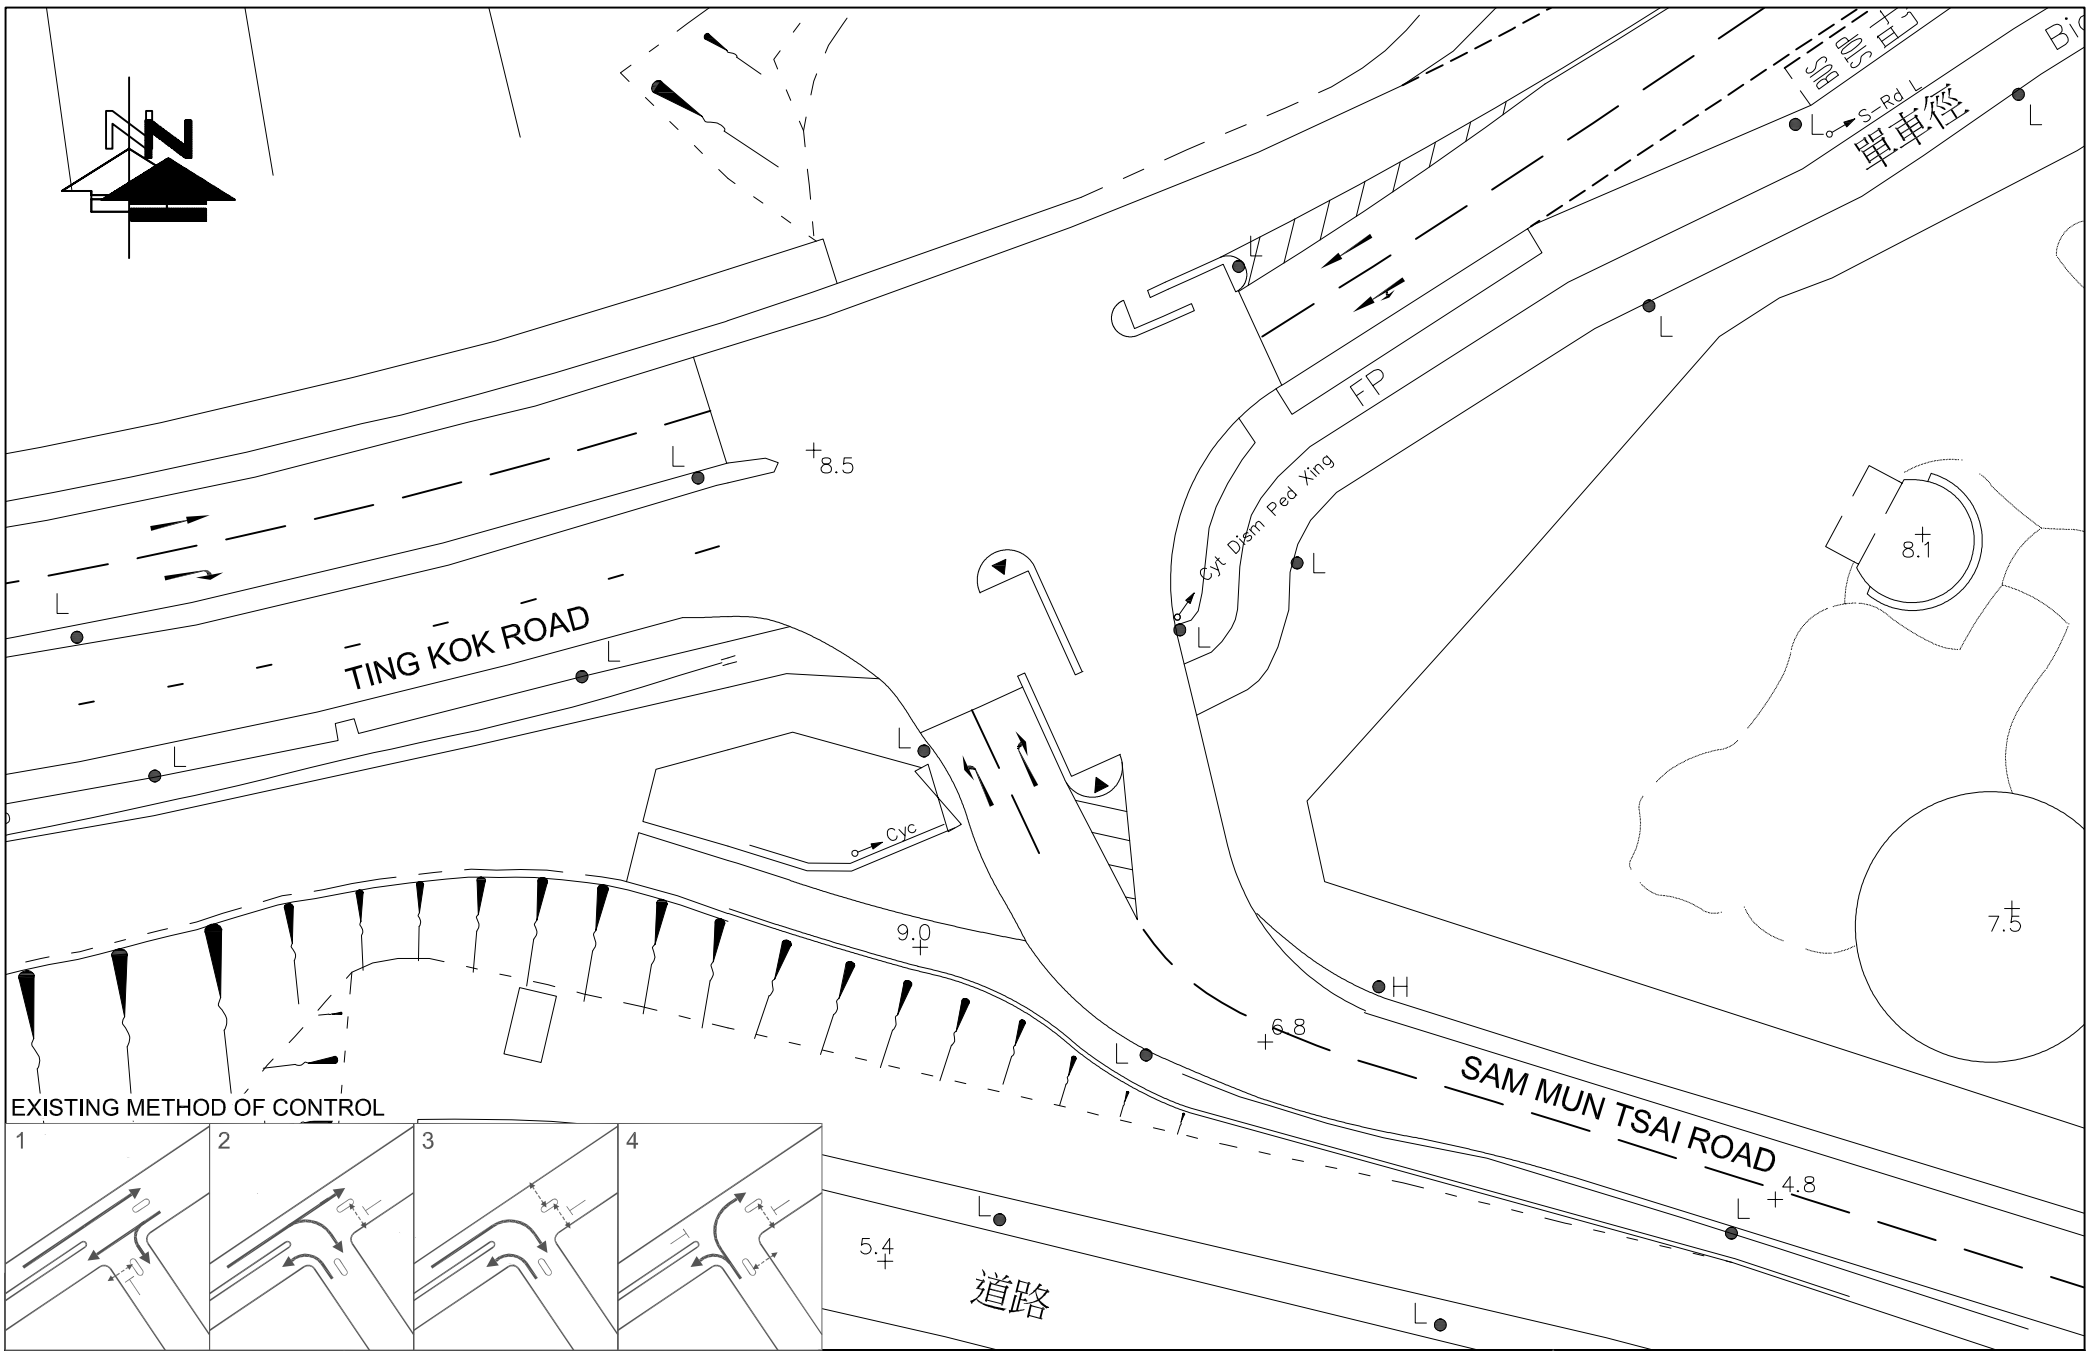 N
Bus Stop
L
S-Rd L
單車徑
L
L
L
FP
L
8.5
Cyt Dism Ped Xing
L
L
L
L
TING KOK ROAD
L
L
L
Cyc
8.1
7.5
9.0
H
6.8
L
SAM MUN TSAI ROAD
4.8
L
EXISTING METHOD OF CONTROL
1
2
3
4
L
5.4
道路
L